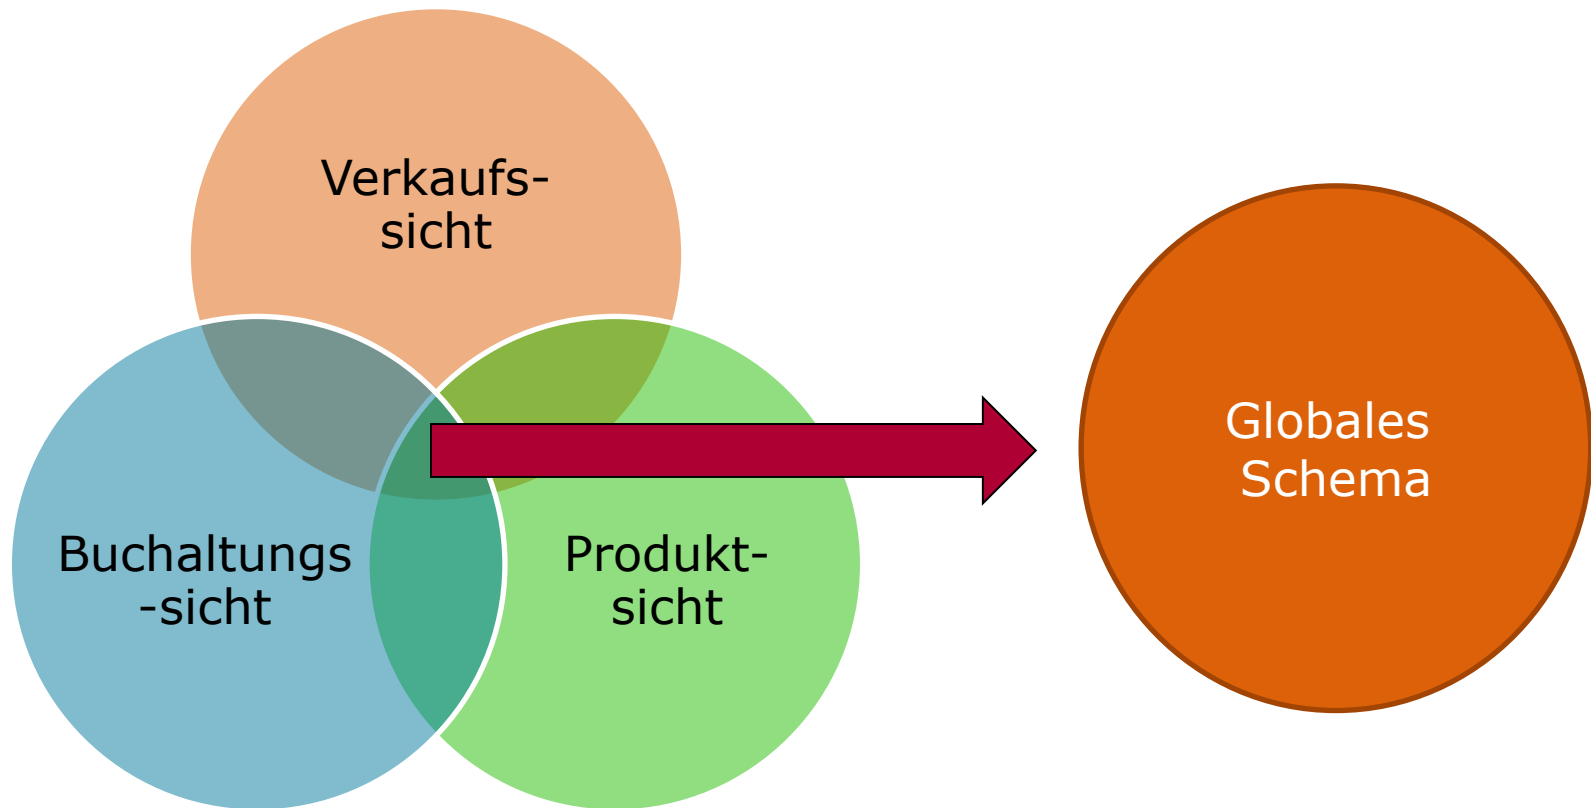 Verkaufs-
sicht
Buchaltungs
-sicht
Produkt-
sicht
Globales
Schema